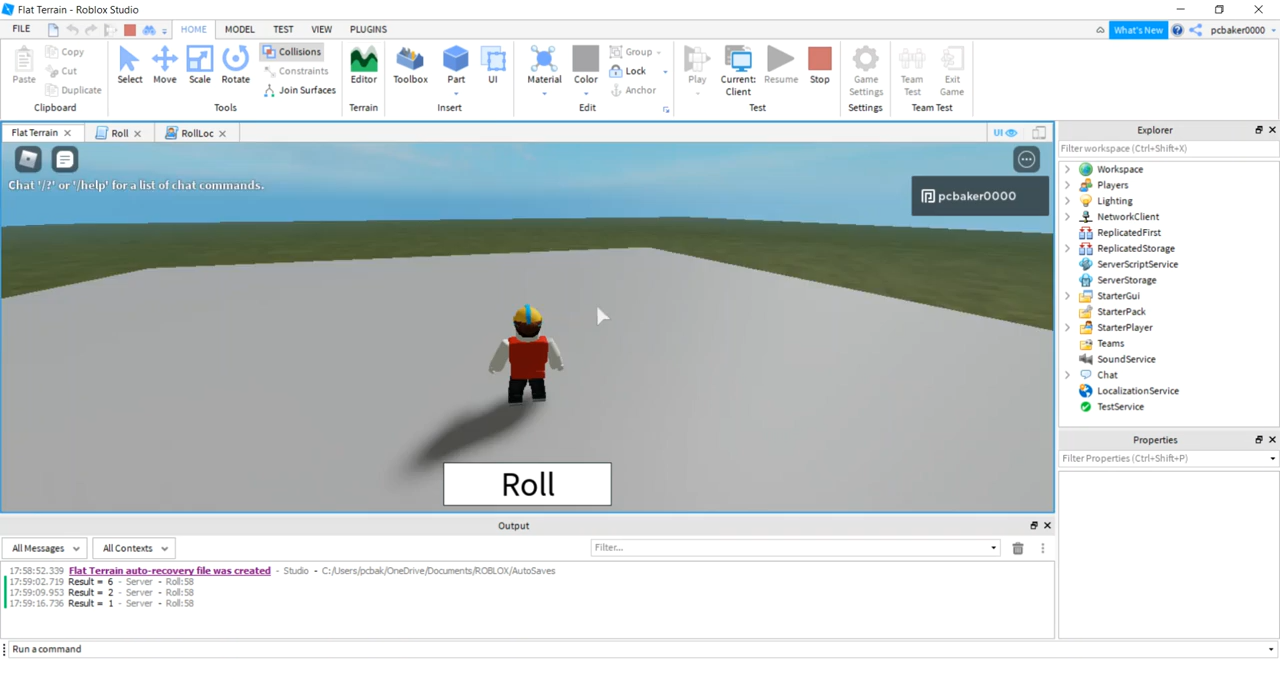 Flat Terrain - Roblox Studio
FILE HOME MODEL TEST VIEW PLUGINS What's New pcbaker0000
Paste Copy Cut Duplicate Clipboard
Select Move Scale Rotate Collisions Constraints Join Surfaces Tools
Editor Terrain
Toolbox Part UI Insert
Material Color Group Lock Anchor Edit
Play Current: Client Resume Stop Test
Game Settings Settings
Team Test Exit Game Team Test
Flat Terrain Roll RollLoc UI
Chat '/?' or '/help' for a list of chat commands.
pcbaker0000
Roll
Explorer
Filter workspace (Ctrl+Shift+X)
Workspace
Players
Lighting
NetworkClient
ReplicatedFirst
ReplicatedStorage
ServerScriptService
ServerStorage
StarterGui
StarterPack
StarterPlayer
Teams
SoundService
Chat
LocalizationService
TestService
Properties
Filter Properties (Ctrl+Shift+P)
Output
All Messages All Contexts Filter...
17:58:52.339 Flat Terrain auto-recovery file was created - Studio - C:/Users/pcbak/OneDrive/Documents/ROBLOX/AutoSaves
17:59:02.719 Result = 6 - Server - Roll:58
17:59:09.953 Result = 2 - Server - Roll:58
17:59:16.736 Result = 1 - Server - Roll:58
Run a command